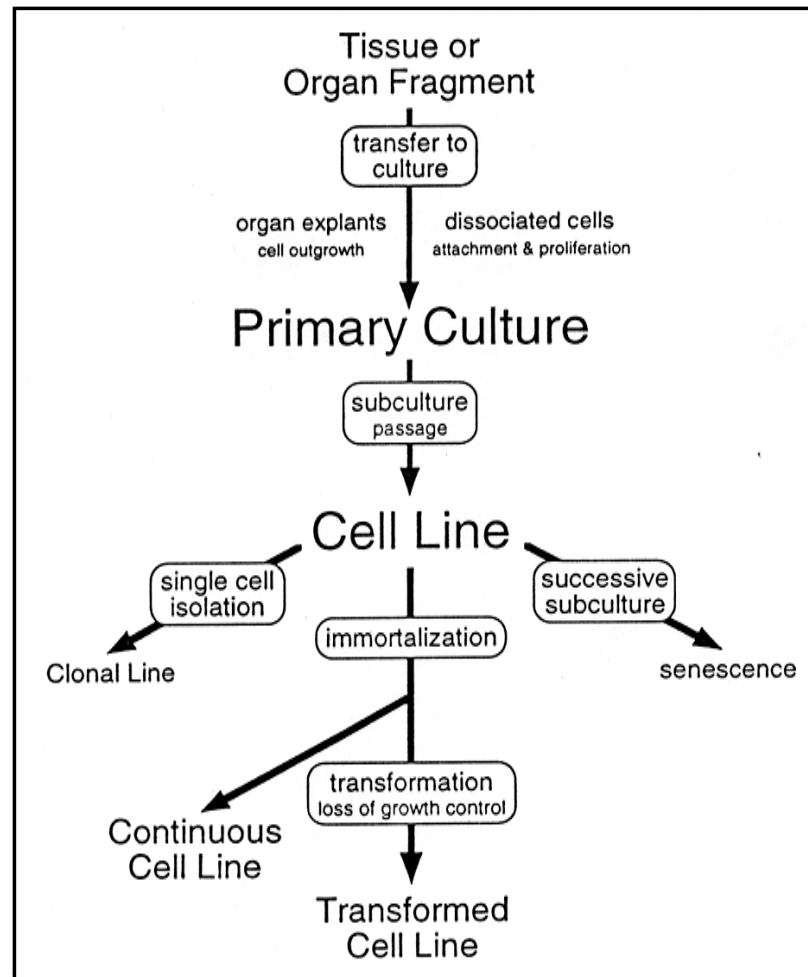 Tissue or
Organ Fragment
transfer to
culture
organ explants
cell outgrowth
dissociated cells
attachment & proliferation
Primary Culture
subculture
passage
Cell Line
single cell
isolation
successive
subculture
immortalization
Clonal Line
senescence
transformation
loss of growth control
Continuous
Cell Line
Transformed
Cell Line